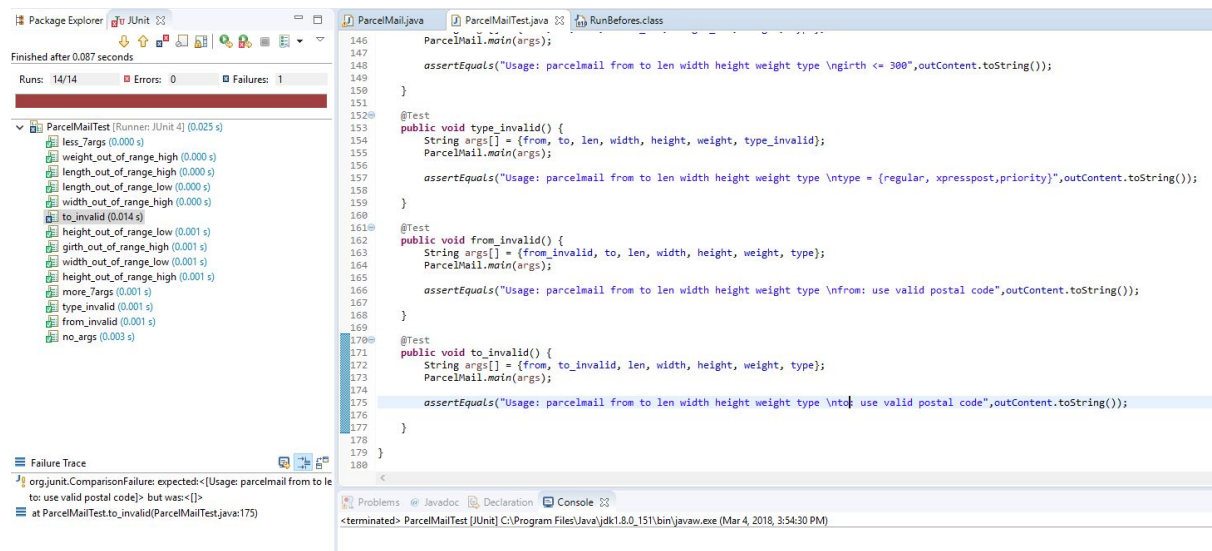 Package Explorer JUnit
Finished after 0.087 seconds
Runs: 14/14 Errors: 0 Failures: 1
ParcelMailTest [Runner: JUnit 4] (0.025 s)
less_7args (0.000 s)
weight_out_of_range_high (0.000 s)
length_out_of_range_high (0.000 s)
length_out_of_range_low (0.000 s)
width_out_of_range_high (0.000 s)
to_invalid (0.014 s)
height_out_of_range_low (0.001 s)
girth_out_of_range_high (0.001 s)
width_out_of_range_low (0.001 s)
height_out_of_range_high (0.001 s)
more_7args (0.001 s)
type_invalid (0.001 s)
from_invalid (0.001 s)
no_args (0.003 s)
Failure Trace
org.junit.ComparisonFailure: expected:<[Usage: parcelmail from to le
to: use valid postal code]> but was:<[]>
at ParcelMailTest.to_invalid(ParcelMailTest.java:175)
ParcelMail.java ParcelMailTest.java RunBefores.class
146 ParcelMail.main(args);
147
148 assertEquals("Usage: parcelmail from to len width height weight type \ngirth <= 300",outContent.toString());
149
150 }
151
152 @Test
153 public void type_invalid() {
154 String args[] = {from, to, len, width, height, weight, type_invalid};
155 ParcelMail.main(args);
156
157 assertEquals("Usage: parcelmail from to len width height weight type \ntype = {regular, xpresspost,priority}",outContent.toString());
158
159 }
160
161 @Test
162 public void from_invalid() {
163 String args[] = {from_invalid, to, len, width, height, weight, type};
164 ParcelMail.main(args);
165
166 assertEquals("Usage: parcelmail from to len width height weight type \nfrom: use valid postal code",outContent.toString());
167
168 }
169
170 @Test
171 public void to_invalid() {
172 String args[] = {from, to_invalid, len, width, height, weight, type};
173 ParcelMail.main(args);
174
175 assertEquals("Usage: parcelmail from to len width height weight type \nto: use valid postal code",outContent.toString());
176
177 }
178
179 }
180
Problems Javadoc Declaration Console
<terminated> ParcelMailTest [JUnit] C:\Program Files\Java\jdk1.8.0_151\bin\javaw.exe (Mar 4, 2018, 3:54:30 PM)